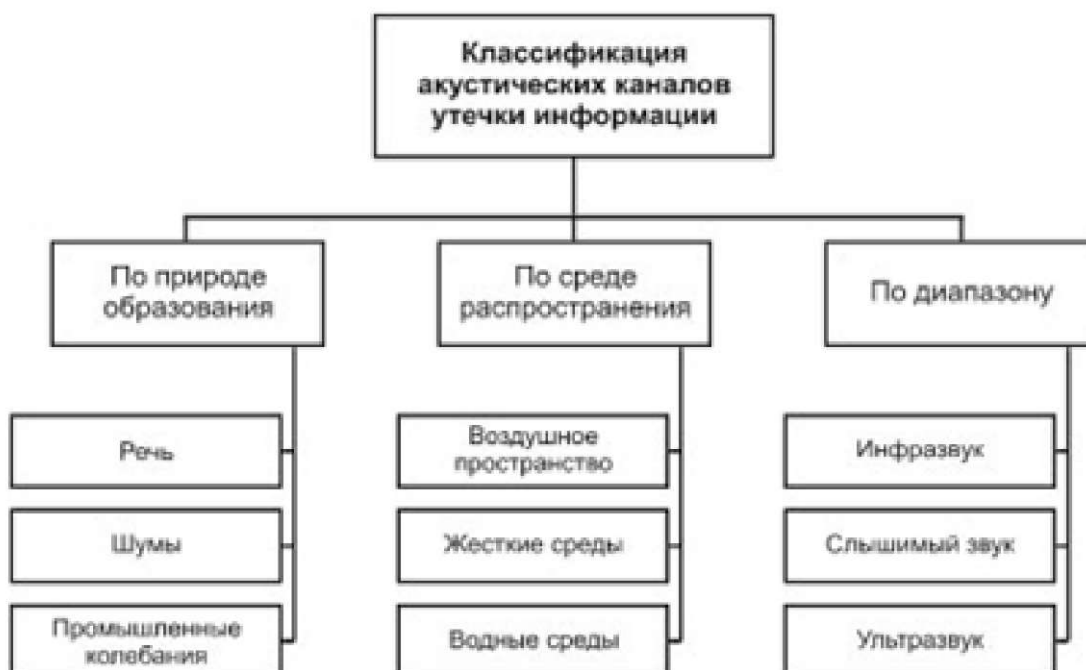 Классификация
акустических каналов
утечки информации
По природе
образования
По среде
распространения
По диапазону
Речь
Воздушное
пространство
Инфразвук
Шумы
Жесткие среды
Слышимый звук
Промышленные
колебания
Водные среды
Ультразвук